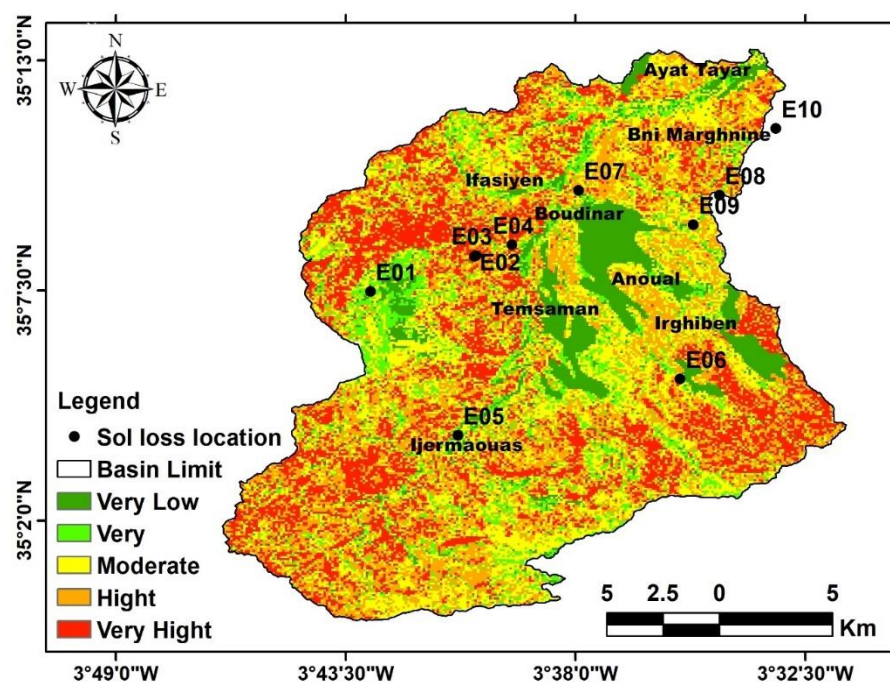 N
W
E
S
35°13'0"N
35°7'30"N
35°2'0"N
Ayat Tayar
E10
Bni Marghnine
E07
Ifasiyen
E08
Boudinar
E09
E04
E03
E02
E01
Anoual
Temsaman
Irghiben
E06
E05
Ijermaouas
Legend
Sol loss location
Basin Limit
Very Low
Very
Moderate
Hight
Very Hight
5 2.5 0 5
Km
3°49'0"W 3°43'30"W 3°38'0"W 3°32'30"W